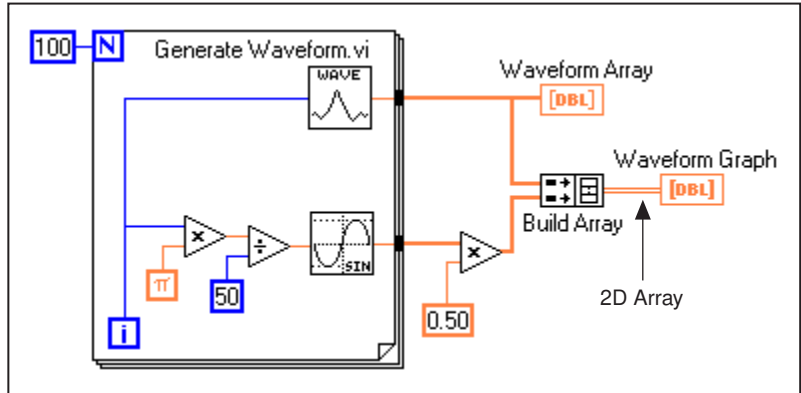 100
N
Generate Waveform.vi
WAVE
Waveform Array
[DBL]
Waveform Graph
[DBL]
Build Array
x
÷
SIN
x
π
50
0.50
2D Array
i